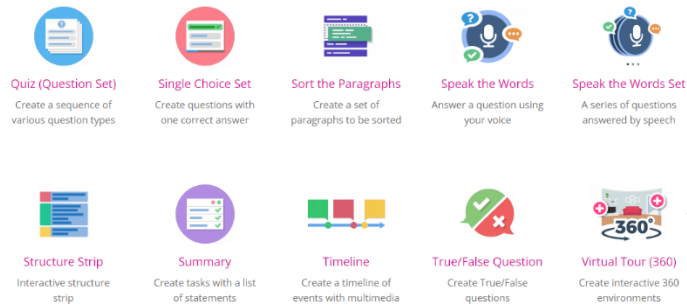 Quiz (Question Set)
Create a sequence of
various question types
Single Choice Set
Create questions with
one correct answer
Sort the Paragraphs
Create a set of
paragraphs to be sorted
Speak the Words
Answer a question using
your voice
Speak the Words Set
A series of questions
answered by speech
Structure Strip
Interactive structure
strip
Summary
Create tasks with a list
of statements
Timeline
Create a timeline of
events with multimedia
True/False Question
Create True/False
questions
360°
Virtual Tour (360)
Create interactive 360
environments